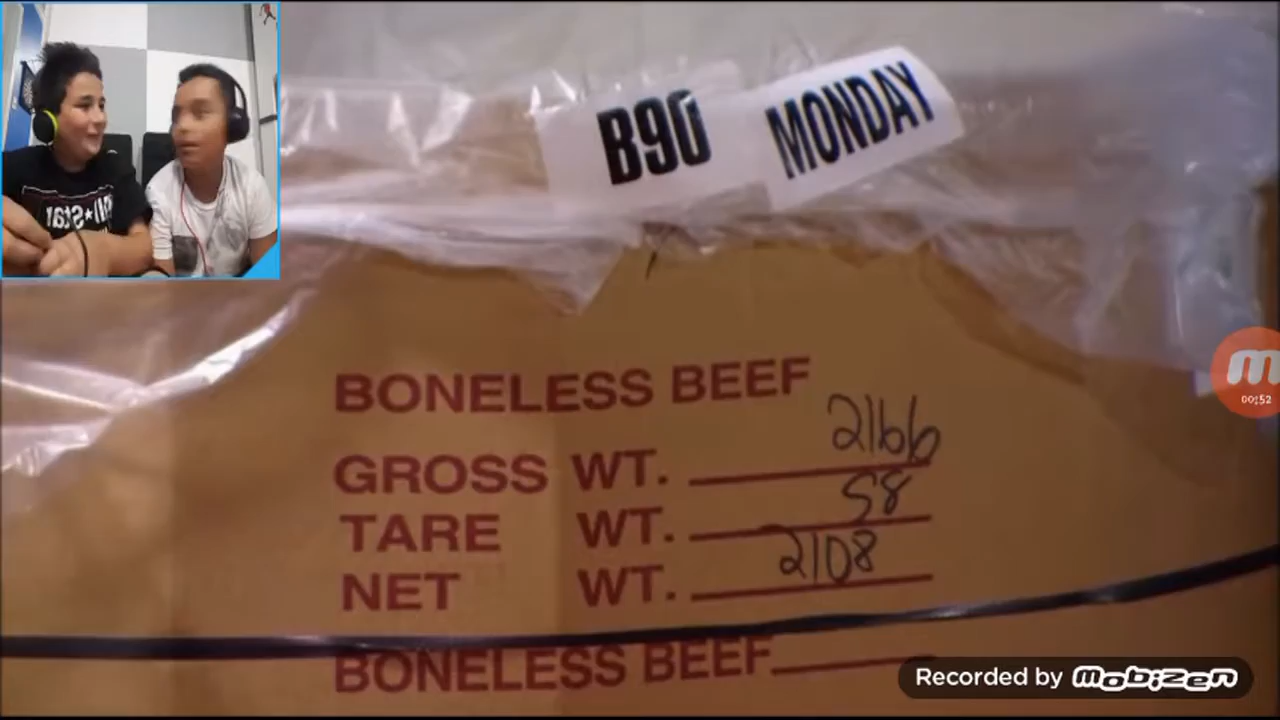 B90 MONDAY
BONELESS BEEF
GROSS WT. 2166
TARE WT. 58
NET WT. 2108
BONELESS BEEF
00:52
Recorded by mobizen